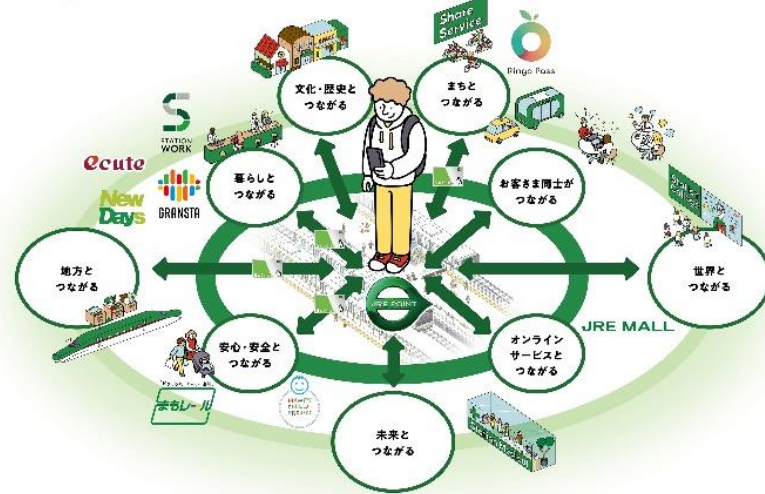 Share
Service
Ringo Pass
文化・歴史と
つながる
まちと
つながる
STATION
WORK
ecute
New
Days
GRANSTA
暮らしと
つながる
お客さま同士が
つながる
地方と
つながる
世界と
つながる
JRE POINT
JRE MALL
安心・安全と
つながる
オンライン
サービスと
つながる
まもレール
未来と
つながる